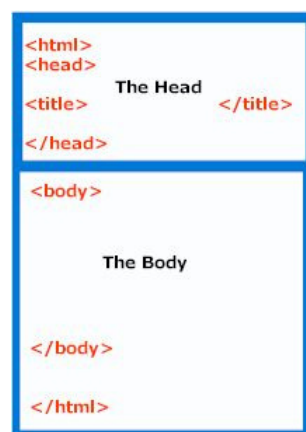 <html>
<head>
The Head
<title> </title>
</head>
<body>
The Body
</body>
</html>